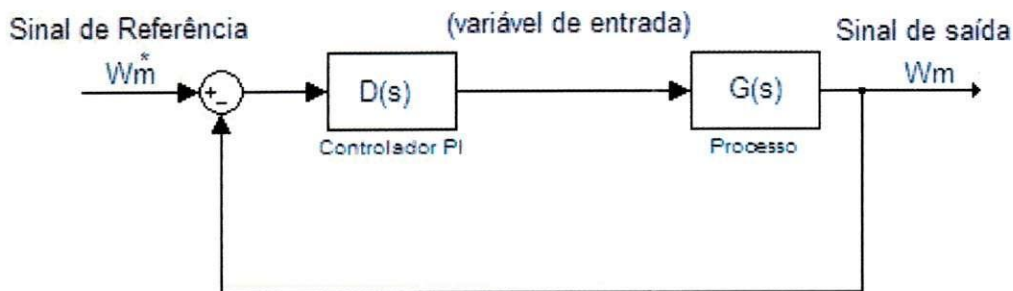 Sinal de Referência
Wm*
(variável de entrada)
Sinal de saída
Wm
+
-
D(s)
G(s)
Controlador PI
Processo